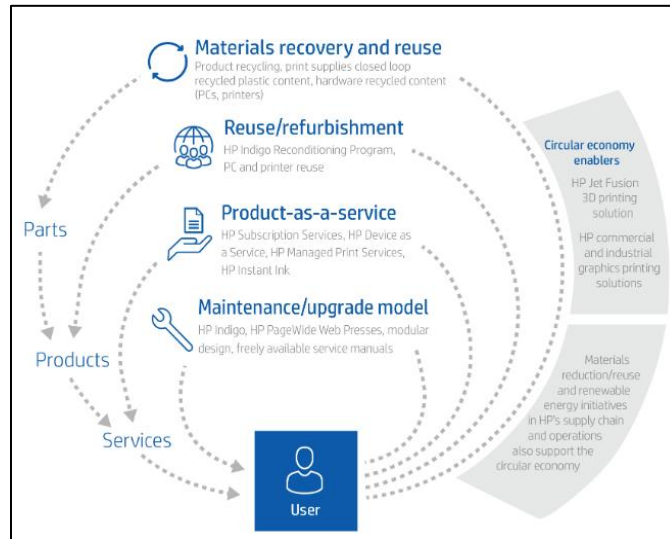 Materials recovery and reuse
Product recycling, print supplies closed loop
recycled plastic content, hardware recycled content
(PCs, printers)
Reuse/refurbishment
HP Indigo Reconditioning Program,
PC and printer reuse
Product-as-a-service
HP Subscription Services, HP Device as
a Service, HP Managed Print Services,
HP Instant Ink
Maintenance/upgrade model
HP Indigo, HP PageWide Web Presses, modular
design, freely available service manuals
Parts
Products
Services
User
Circular economy
enablers
HP Jet Fusion
3D printing
solution
HP commercial
and industrial
graphics printing
solutions
Materials
reduction/reuse
and renewable
energy initiatives
in HP's supply chain
and operations
also support the
circular economy